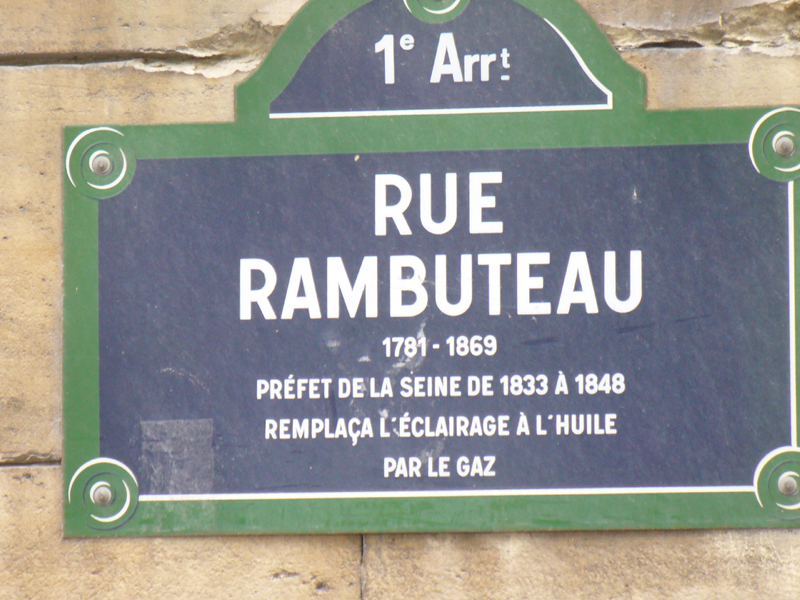 1e Arrt
RUE
RAMBUTEAU
1781 - 1869
PRÉFET DE LA SEINE DE 1833 À 1848
REMPLAÇA L'ÉCLAIRAGE À L'HUILE
PAR LE GAZ